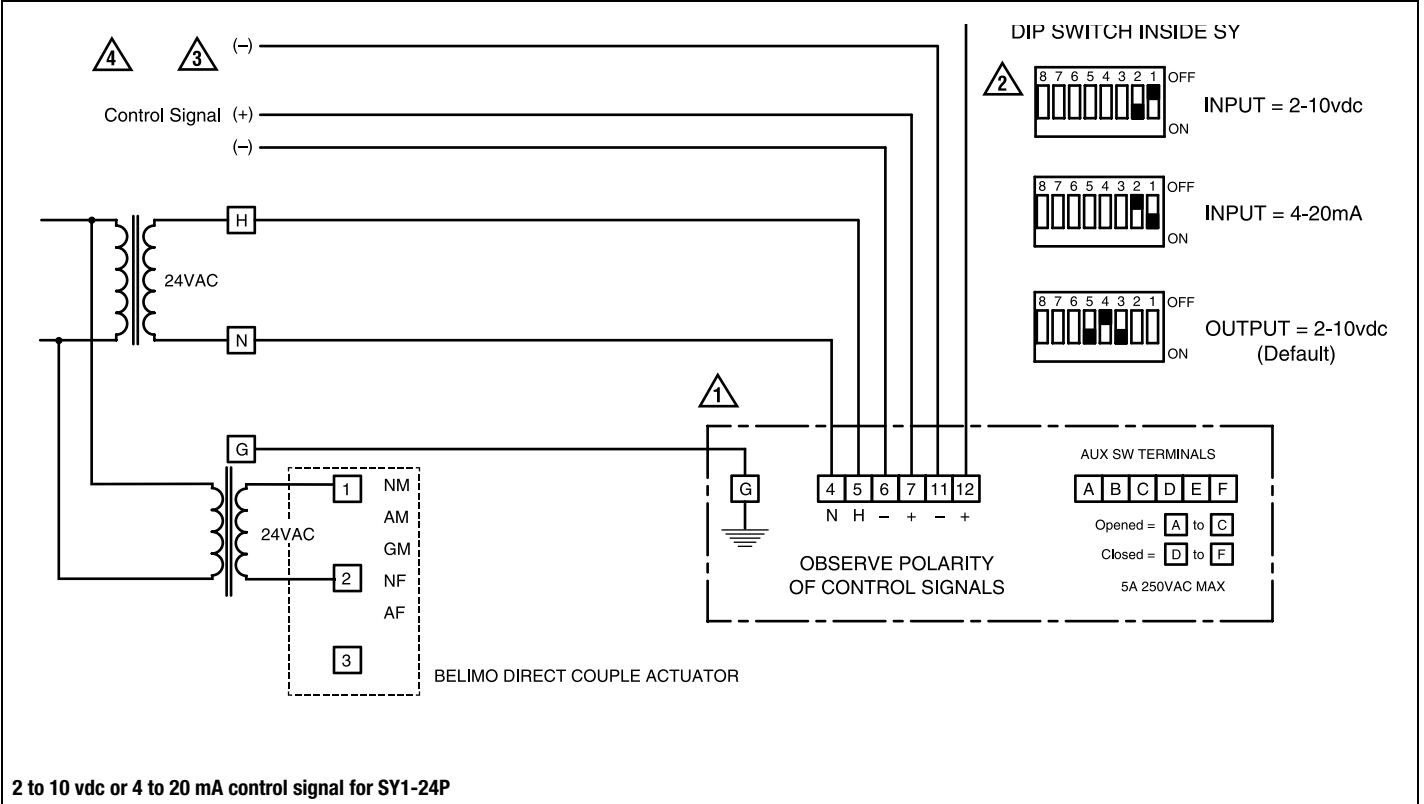 DIP SWITCH INSIDE SY
4 3 (–)
2
8 7 6 5 4 3 2 1 OFF
INPUT = 2-10vdc
ON
Control Signal (+)
(–)
8 7 6 5 4 3 2 1 OFF
INPUT = 4-20mA
ON
H
24VAC
N
8 7 6 5 4 3 2 1 OFF
OUTPUT = 2-10vdc
(Default)
ON
1
G
AUX SW TERMINALS
G
4 5 6 7 11 12
N H – + – +
A B C D E F
Opened = A to C
Closed = D to F
5A 250VAC MAX
OBSERVE POLARITY
OF CONTROL SIGNALS
1 NM
AM
24VAC
GM
2 NF
AF
3
BELIMO DIRECT COUPLE ACTUATOR
2 to 10 vdc or 4 to 20 mA control signal for SY1-24P